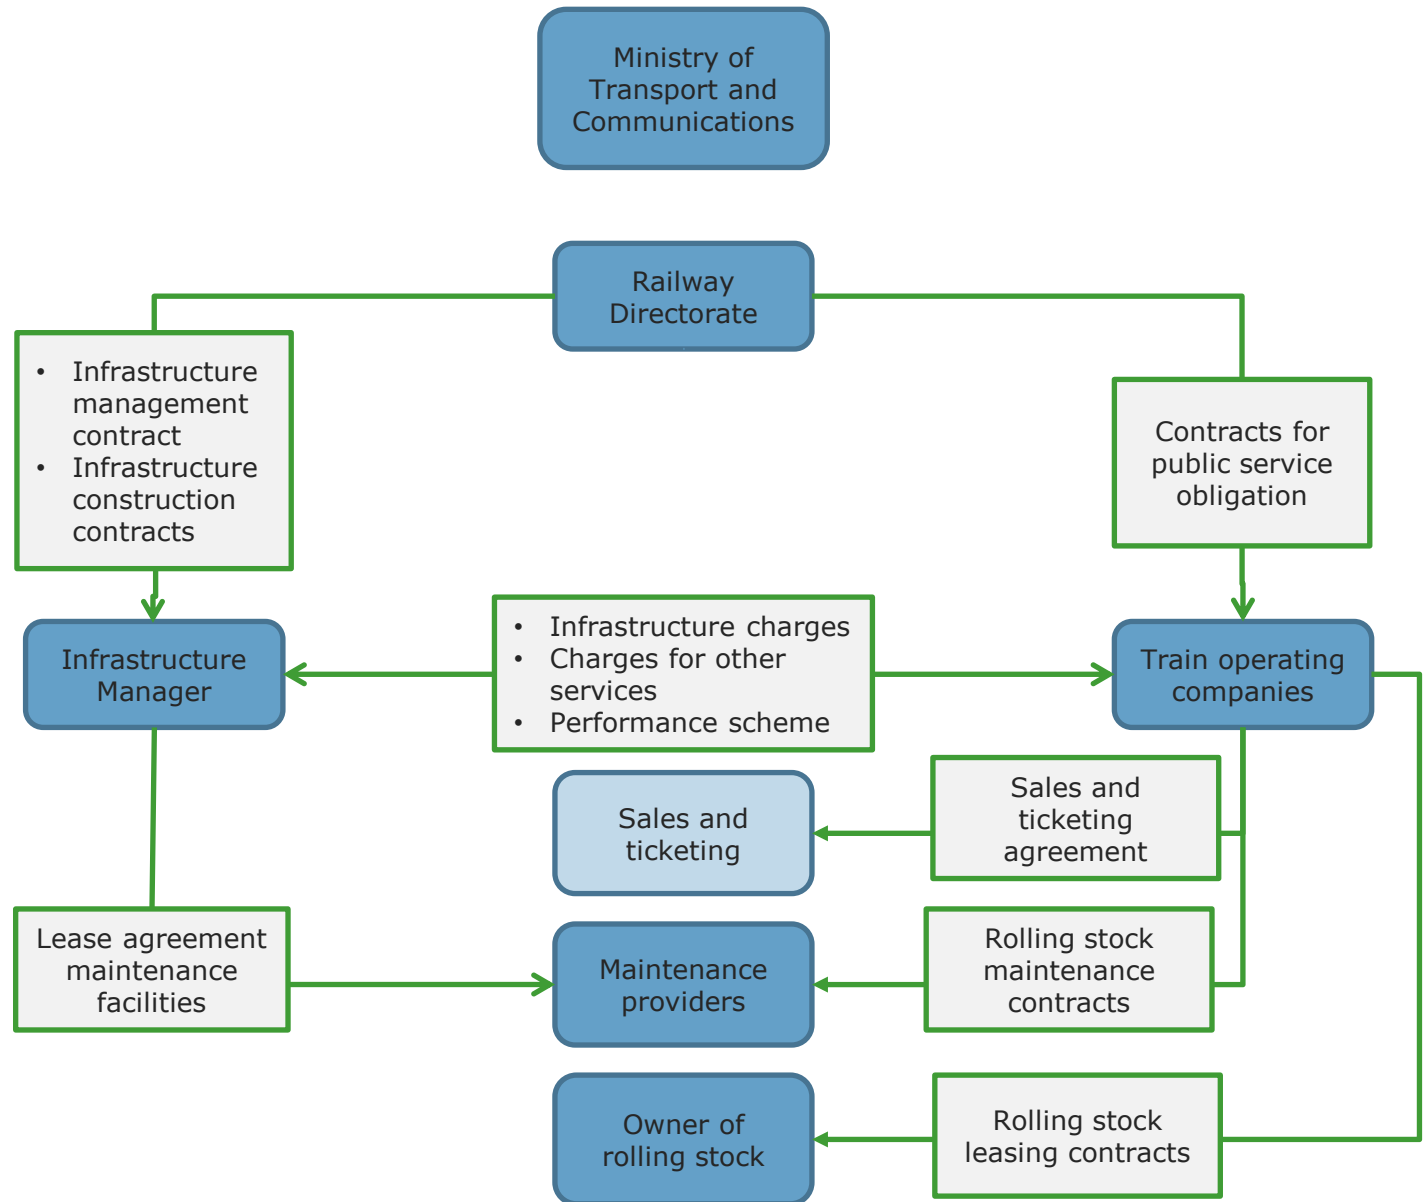 Ministry of
Transport and
Communications
Railway
Directorate
• Infrastructure
management
contract
• Infrastructure
construction
contracts
Contracts for
public service
obligation
Infrastructure
Manager
• Infrastructure charges
• Charges for other
services
• Performance scheme
Train operating
companies
Sales and
ticketing
Sales and
ticketing
agreement
Lease agreement
maintenance
facilities
Maintenance
providers
Rolling stock
maintenance
contracts
Owner of
rolling stock
Rolling stock
leasing contracts